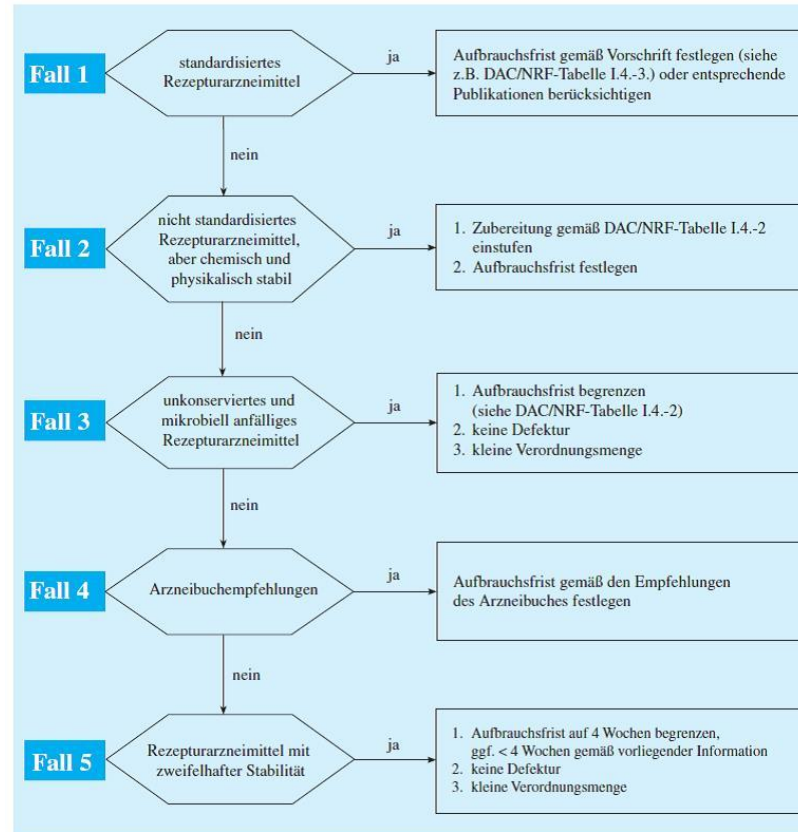 Fall 1
standardisiertes
Rezepturarzneimittel
ja
Aufbrauchsfrist gemäß Vorschrift festlegen (siehe
z.B. DAC/NRF-Tabelle I.4.-3.) oder entsprechende
Publikationen berücksichtigen
nein
Fall 2
nicht standardisiertes
Rezepturarzneimittel,
aber chemisch und
physikalisch stabil
ja
1. Zubereitung gemäß DAC/NRF-Tabelle I.4.-2
einstufen
2. Aufbrauchsfrist festlegen
nein
Fall 3
unkonserviertes und
mikrobiell anfälliges
Rezepturarzneimittel
ja
1. Aufbrauchsfrist begrenzen
(siehe DAC/NRF-Tabelle I.4.-2)
2. keine Defektur
3. kleine Verordnungsmenge
nein
Fall 4
Arzneibuchempfehlungen
ja
Aufbrauchsfrist gemäß den Empfehlungen
des Arzneibuches festlegen
nein
Fall 5
Rezepturarzneimittel mit
zweifelhafter Stabilität
ja
1. Aufbrauchsfrist auf 4 Wochen begrenzen,
ggf. < 4 Wochen gemäß vorliegender Information
2. keine Defektur
3. kleine Verordnungsmenge